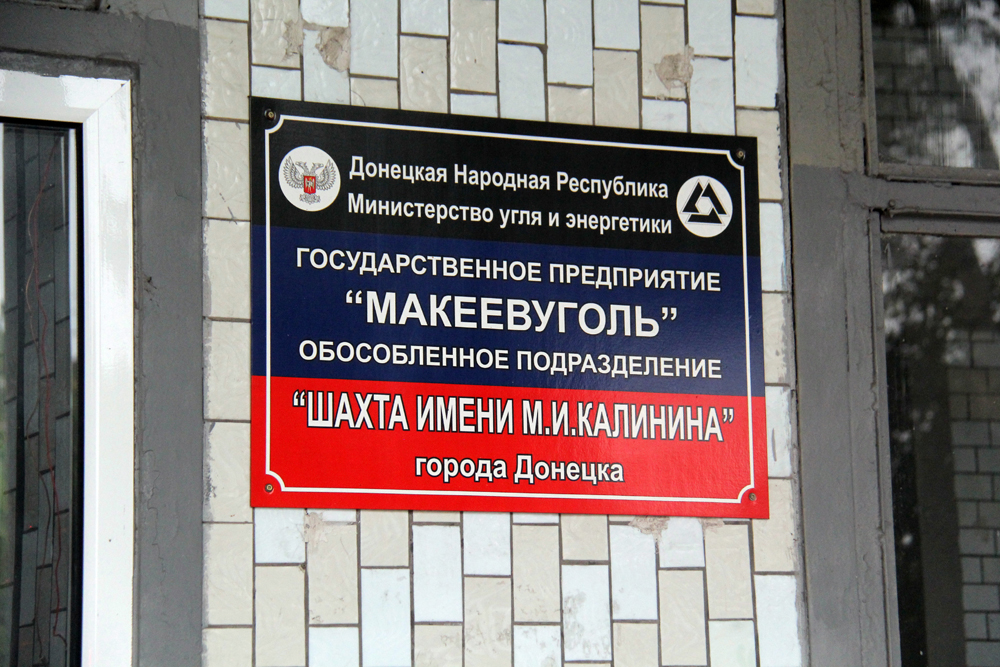 Донецкая Народная Республика
Министерство угля и энергетики
ГОСУДАРСТВЕННОЕ ПРЕДПРИЯТИЕ
“МАКЕЕВУГОЛЬ”
ОБОСОБЛЕННОЕ ПОДРАЗДЕЛЕНИЕ
“ШАХТА ИМЕНИ М.И.КАЛИНИНА”
города Донецка